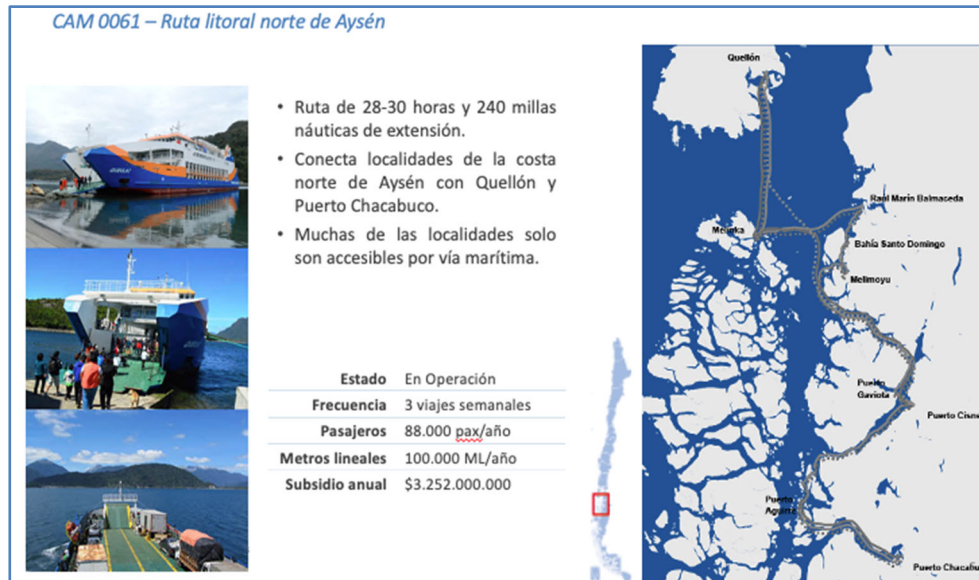 CAM 0061 – Ruta litoral norte de Aysén
• Ruta de 28-30 horas y 240 millas
náuticas de extensión.
• Conecta localidades de la costa
norte de Aysén con Quellón y
Puerto Chacabuco.
• Muchas de las localidades solo
son accesibles por vía marítima.
Estado En Operación
Frecuencia 3 viajes semanales
Pasajeros 88.000 pax/año
Metros lineales 100.000 ML/año
Subsidio anual $3.252.000.000
Quellón
Raúl Marín Balmaceda
Melinka
Bahía Santo Domingo
Melimoyu
Puerto
Gaviota
Puerto Cisne
Puerto
Aguirre
Puerto Chacabu